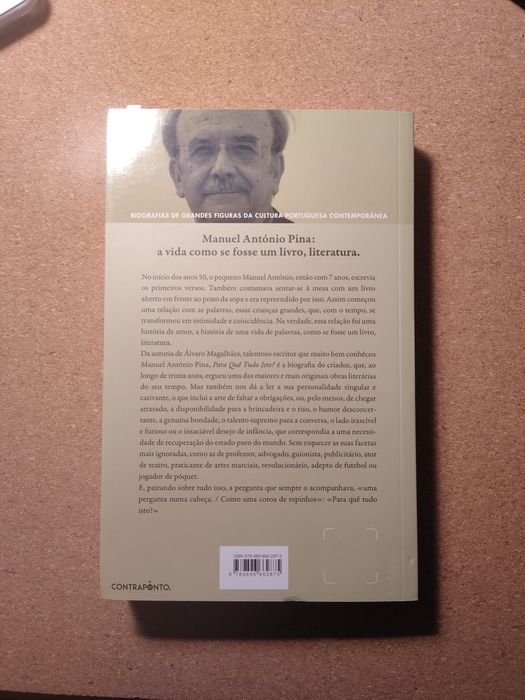 BIOGRAFIAS DE GRANDES FIGURAS DA CULTURA PORTUGUESA CONTEMPORÂNEA
Manuel António Pina:
a vida como se fosse um livro, literatura.
No início dos anos 50, o pequeno Manuel António, então com 7 anos, escrevia
os primeiros versos. Também costumava sentar-se à mesa com um livro
aberto em frente ao prato da sopa e era repreendido por isso. Assim começou
uma relação com as palavras, essas crianças grandes, que, com o tempo, se
transformou em intimidade e coincidência. Na verdade, essa relação foi uma
história de amor, a história de uma vida de palavras, como se fosse um livro,
literatura.
Da autoria de Álvaro Magalhães, talentoso escritor que muito bem conheceu
Manuel António Pina, Para Quê Tudo Isto? é a biografia do criador, que, ao
longo de trinta anos, ergueu uma das maiores e mais originais obras literárias
do seu tempo. Mas também nos dá a ler a sua personalidade singular e
cativante, o que inclui a arte de faltar a obrigações, ou, pelo menos, de chegar
atrasado, a disponibilidade para a brincadeira e o riso, o humor desconcer-
tante, a genuína bondade, o talento supremo para a conversa, o lado irascível
e furioso ou o insaciável desejo de infância, que correspondia a uma necessi-
dade de recuperação do estado puro do mundo. Sem esquecer as suas facetas
mais ignoradas, como as de professor, advogado, guionista, publicitário, ator
de teatro, praticante de artes marciais, revolucionário, adepto de futebol ou
jogador de póquer.
E, pairando sobre tudo isso, a pergunta que sempre o acompanhava, «uma
pergunta numa cabeça. / Como uma coroa de espinhos»: «Para quê tudo
isto?»
ISBN 978-989-666-287-5
9 789896 662875
CONTRAPONTO.